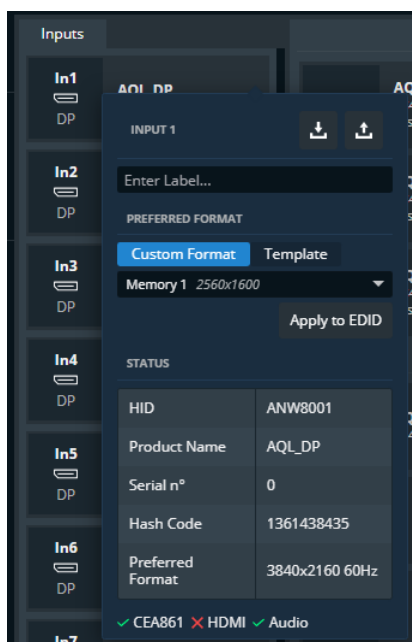 Inputs
In1
DP
AQL_DP
AQ
INPUT 1
In2
DP
Enter Label...
PREFERRED FORMAT
Custom Format Template
In3
DP
Memory 1 2560x1600
Apply to EDID
In4
DP
STATUS
HID ANW8001
In5
DP
Product Name AQL_DP
Serial n° 0
Hash Code 1361438435
In6
DP
Preferred
Format
3840x2160 60Hz
CEA861 HDMI Audio
In7